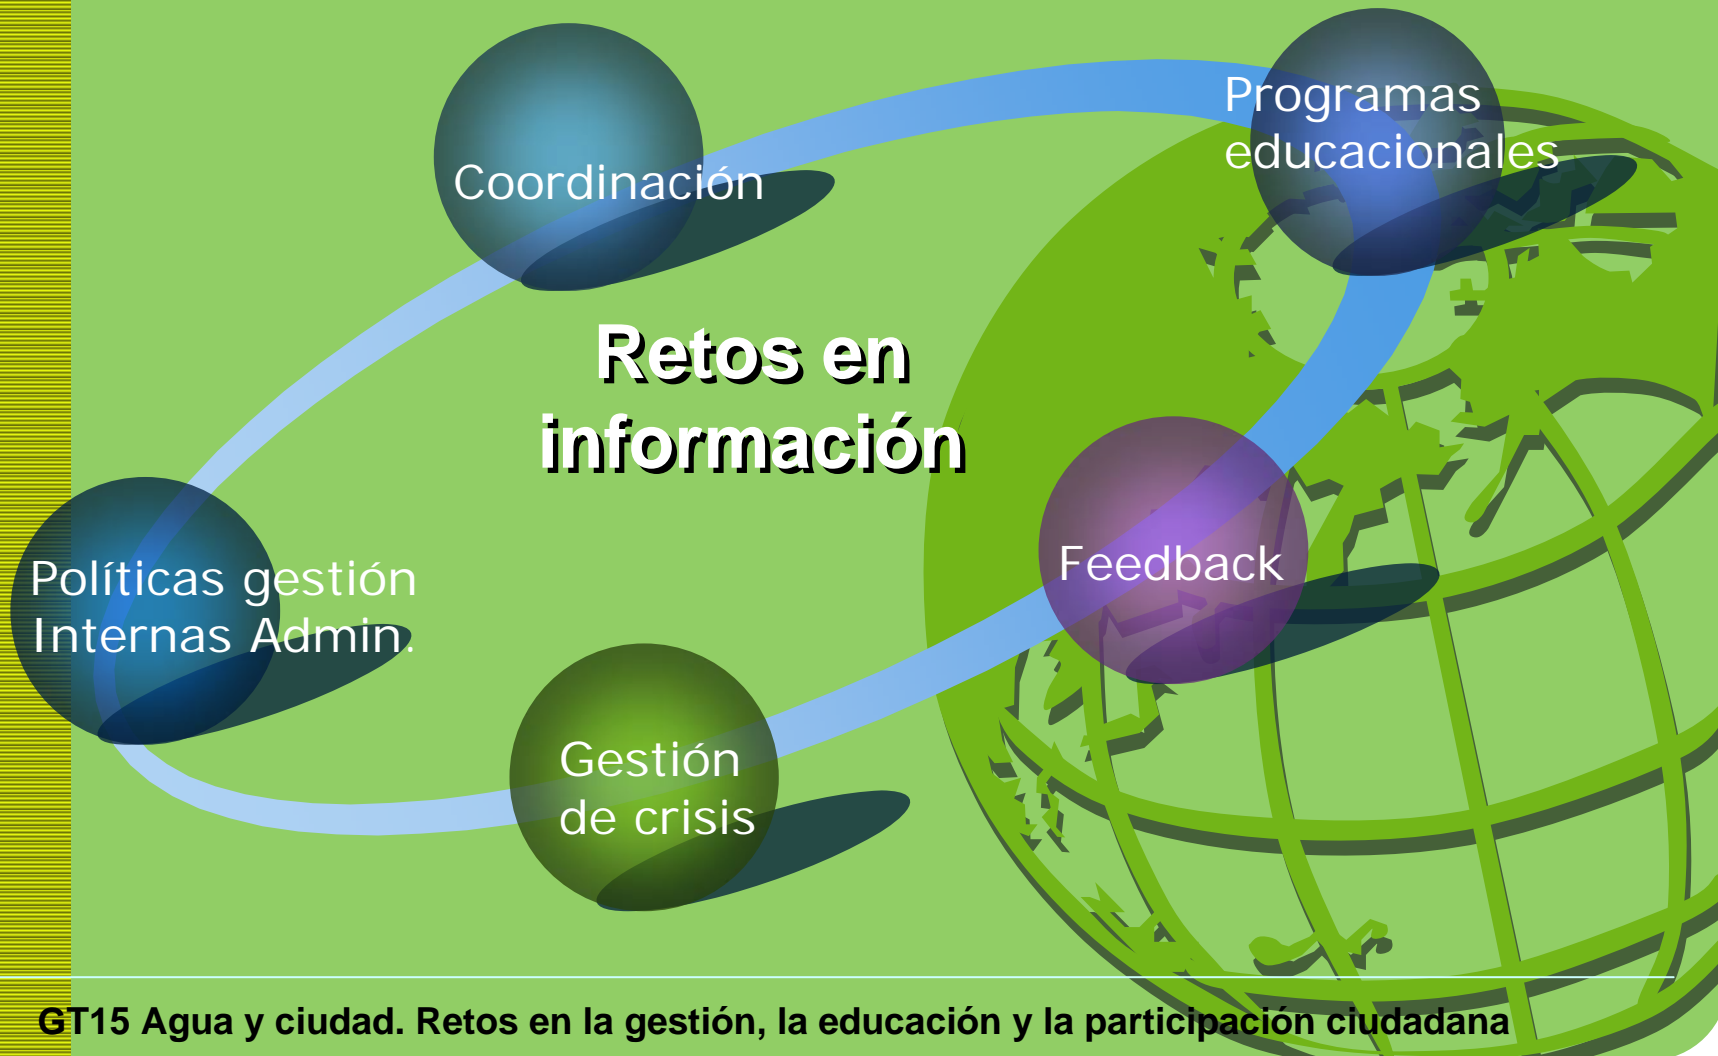 Coordinación
Programas
educacionales
Retos en
información
Feedback
Políticas gestión
Internas Admin.
Gestión
de crisis
GT15 Agua y ciudad. Retos en la gestión, la educación y la participación ciudadana